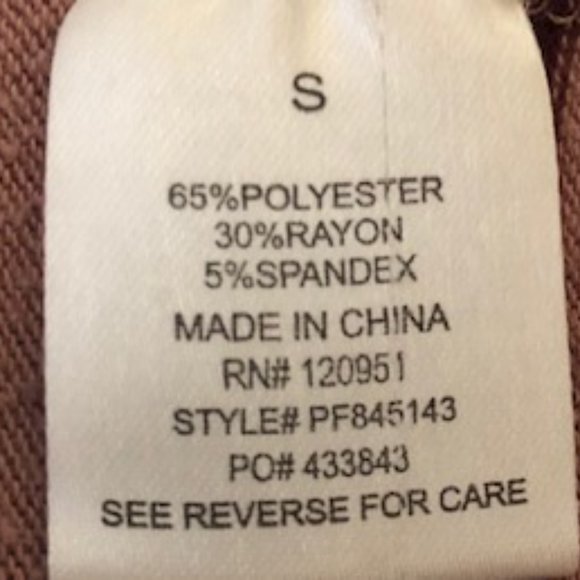 S
65%POLYESTER
30%RAYON
5%SPANDEX
MADE IN CHINA
RN# 120951
STYLE# PF845143
PO# 433843
SEE REVERSE FOR CARE